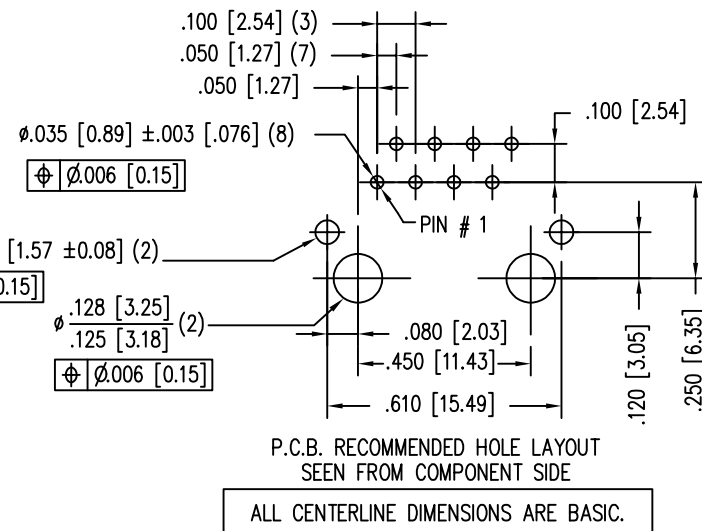 .100 [2.54] (3)
.050 [1.27] (7)
.050 [1.27]
.100 [2.54]
ø.035 [0.89] ±.003 [.076] (8)
⌖ Ø.006 [0.15]
PIN # 1
[1.57 ±0.08] (2)
0.15]
ø .128 [3.25]
.125 [3.18] (2)
⌖ Ø.006 [0.15]
.080 [2.03]
.450 [11.43]
.610 [15.49]
.120 [3.05]
.250 [6.35]
P.C.B. RECOMMENDED HOLE LAYOUT
SEEN FROM COMPONENT SIDE
ALL CENTERLINE DIMENSIONS ARE BASIC.